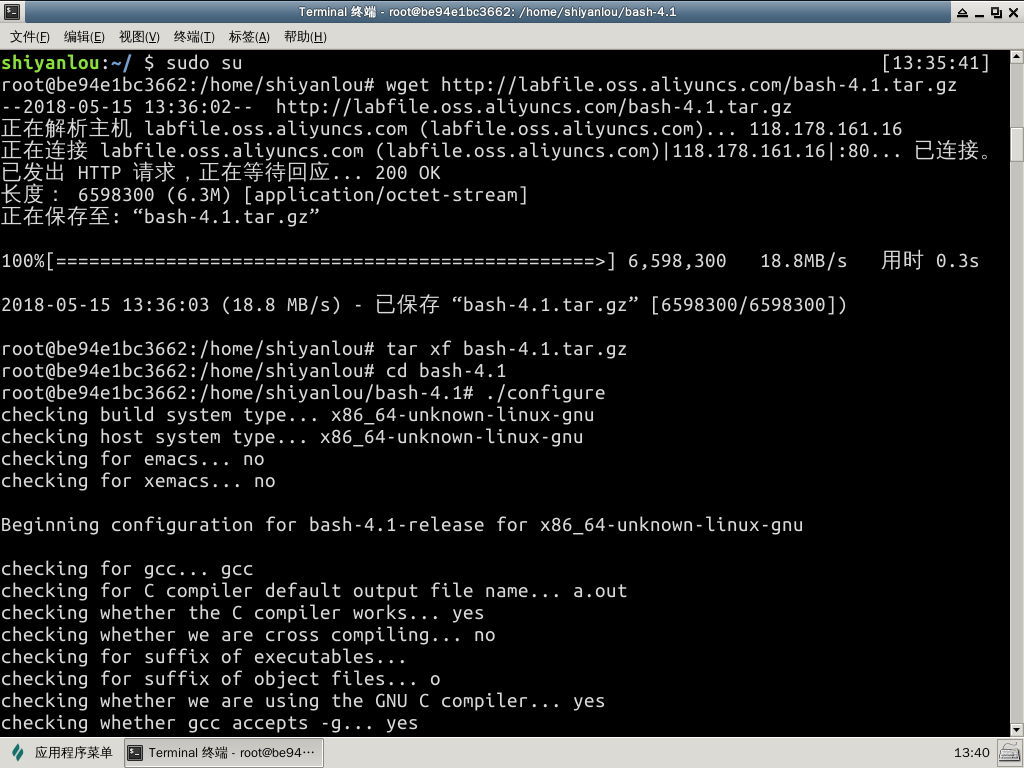 Terminal 终端 - root@be94e1bc3662: /home/shiyanlou/bash-4.1
文件(F) 编辑(E) 视图(V) 终端(T) 标签(A) 帮助(H)
shiyanlou:~/ $ sudo su [13:35:41]
root@be94e1bc3662:/home/shiyanlou# wget http://labfile.oss.aliyuncs.com/bash-4.1.tar.gz
--2018-05-15 13:36:02-- http://labfile.oss.aliyuncs.com/bash-4.1.tar.gz
正在解析主机 labfile.oss.aliyuncs.com (labfile.oss.aliyuncs.com)... 118.178.161.16
正在连接 labfile.oss.aliyuncs.com (labfile.oss.aliyuncs.com)|118.178.161.16|:80... 已连接。
已发出 HTTP 请求，正在等待回应... 200 OK
长度： 6598300 (6.3M) [application/octet-stream]
正在保存至: “bash-4.1.tar.gz”
100%[=================================================>] 6,598,300 18.8MB/s 用时 0.3s
2018-05-15 13:36:03 (18.8 MB/s) - 已保存 “bash-4.1.tar.gz” [6598300/6598300])
root@be94e1bc3662:/home/shiyanlou# tar xf bash-4.1.tar.gz
root@be94e1bc3662:/home/shiyanlou# cd bash-4.1
root@be94e1bc3662:/home/shiyanlou/bash-4.1# ./configure
checking build system type... x86_64-unknown-linux-gnu
checking host system type... x86_64-unknown-linux-gnu
checking for emacs... no
checking for xemacs... no
Beginning configuration for bash-4.1-release for x86_64-unknown-linux-gnu
checking for gcc... gcc
checking for C compiler default output file name... a.out
checking whether the C compiler works... yes
checking whether we are cross compiling... no
checking for suffix of executables...
checking for suffix of object files... o
checking whether we are using the GNU C compiler... yes
checking whether gcc accepts -g... yes
应用程序菜单 Terminal 终端 - root@be94… 13:40